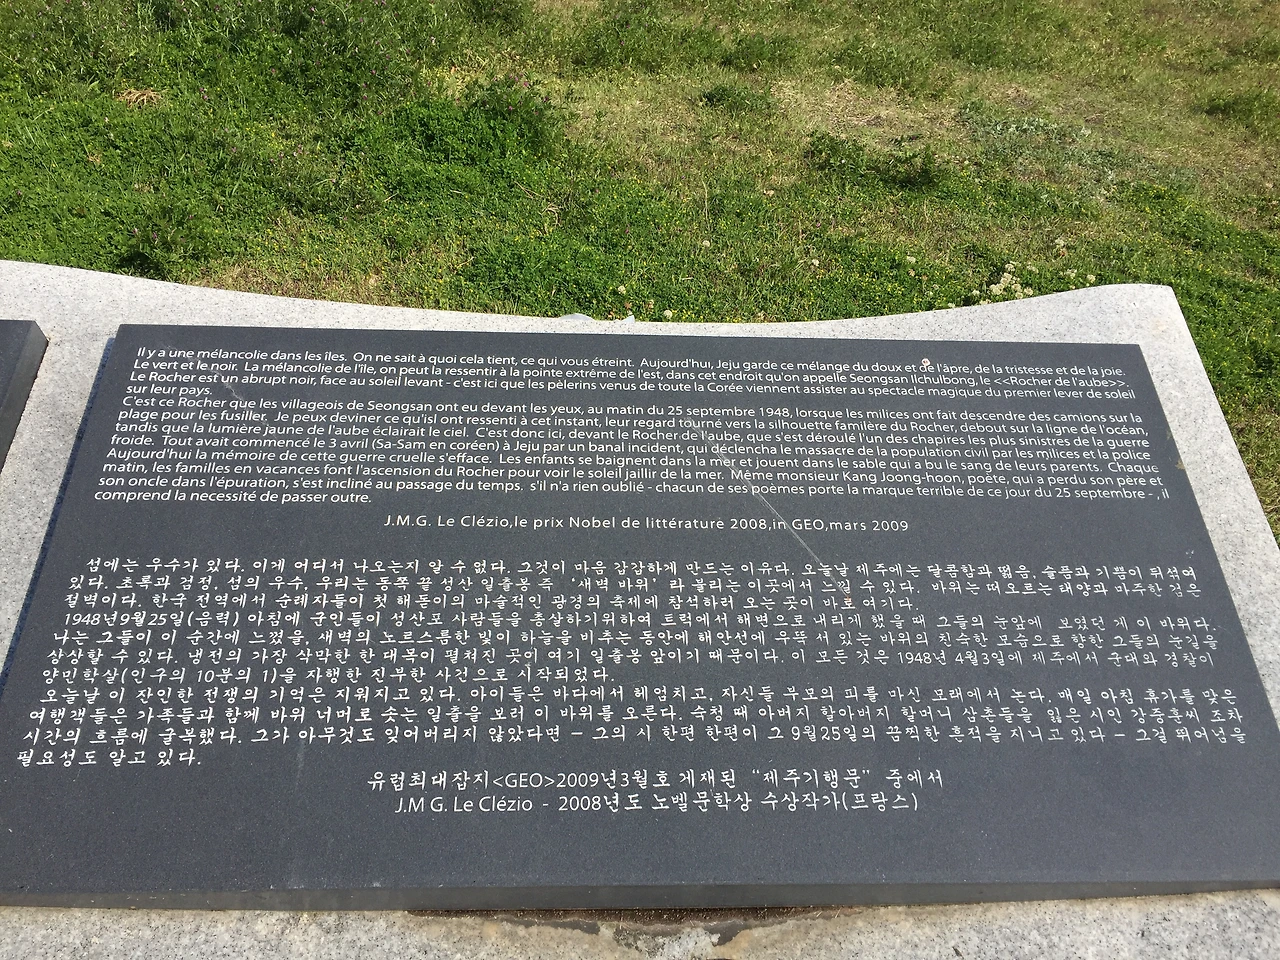 Il y a une mélancolie dans les îles. On ne sait à quoi cela tient, ce qui vous étreint. Aujourd'hui, Jeju garde ce mélange du doux et de l'âpre, de la tristesse et de la joie.
Le vert et le noir. La mélancolie de l'île, on peut la ressentir à la pointe extrême de l'est, dans cet endroit qu'on appelle Seongsan Ilchulbong, le <<Rocher de l'aube>>.
Le Rocher est un abrupt noir, face au soleil levant - c'est ici que les pèlerins venus de toute la Corée viennent assister au spectacle magique du premier lever de soleil
sur leur pays.
C'est ce Rocher que les villageois de Seongsan ont eu devant les yeux, au matin du 25 septembre 1948, lorsque les milices ont fait descendre des camions sur la
plage pour les fusiller. Je peux deviner ce qu'isl ont ressenti à cet instant, leur regard tourné vers la silhouette familère du Rocher, debout sur la ligne de l'océan,
tandis que la lumière jaune de l'aube éclairait le ciel. C'est donc ici, devant le Rocher de l'aube, que s'est déroulé l'un des chapires les plus sinistres de la guerre
froide. Tout avait commencé le 3 avril (Sa-Sam en coréen) à Jeju par un banal incident, qui déclencha le massacre de la population civil par les milices et la police
Aujourd'hui la mémoire de cette guerre cruelle s'efface. Les enfants se baignent dans la mer et jouent dans le sable qui a bu le sang de leurs parents. Chaque
matin, les familles en vacances font l'ascension du Rocher pour voir le soleil jaillir de la mer. Même monsieur Kang Joong-hoon, poète, qui a perdu son père et
son oncle dans l'épuration, s'est incliné au passage du temps. s'il n'a rien oublié - chacun de ses poèmes porte la marque terrible de ce jour du 25 septembre - , il
comprend la necessité de passer outre.
J.M.G. Le Clézio,le prix Nobel de littérature 2008,in GEO,mars 2009
섬에는 우수가 있다. 이게 어디서 나오는지 알 수 없다. 그것이 마음 갑갑하게 만드는 이유다. 오늘날 제주에는 달콤함과 떫음, 슬픔과 기쁨이 뒤섞여
있다. 초록과 검정, 섬의 우수, 우리는 동쪽 끝 성산 일출봉 즉 '새벽 바위' 라 불리는 이곳에서 느낄 수 있다. 바위는 떠오르는 태양과 마주한 검은
절벽이다. 한국 전역에서 순례자들이 첫 해돋이의 마술적인 광경의 축제에 참석하러 오는 곳이 바로 여기다.
1948년 9월 25일(음력) 아침에 군인들이 성산포 사람들을 총살하기위하여 트럭에서 해변으로 내리게 했을 때 그들의 눈앞에 보였던 게 이 바위다.
나는 그들이 이 순간에 느꼈을, 새벽의 노르스름한 빛이 하늘을 비추는 동안에 해안선에 우뚝 서 있는 바위의 친숙한 모습으로 향한 그들의 눈길을
상상할 수 있다. 냉전의 가장 삭막한 한 대목이 펼쳐진 곳이 여기 일출봉 앞이기 때문이다. 이 모든 것은 1948년 4월3일에 제주에서 군대와 경찰이
양민학살(인구의 10분의 1)을 자행한 진부한 사건으로 시작되었다.
오늘날 이 잔인한 전쟁의 기억은 지워지고 있다. 아이들은 바다에서 헤엄치고, 자신들 부모의 피를 마신 모래에서 논다. 매일 아침 휴가를 맞은
여행객들은 가족들과 함께 바위 너머로 솟는 일출을 보러 이 바위를 오른다. 숙청 때 아버지 할아버지 할머니 삼촌들을 잃은 시인 강중훈씨 조차
시간의 흐름에 굴복했다. 그가 아무것도 잊어버리지 않았다면 - 그의 시 한편 한편이 그 9월25일의 끔찍한 흔적을 지니고 있다 - 그걸 뛰어넘을
필요성도 알고 있다.
유럽최대잡지<GEO>2009년3월호 게재된 "제주기행문" 중에서
J.M G. Le Clézio - 2008년도 노벨문학상 수상작가(프랑스)